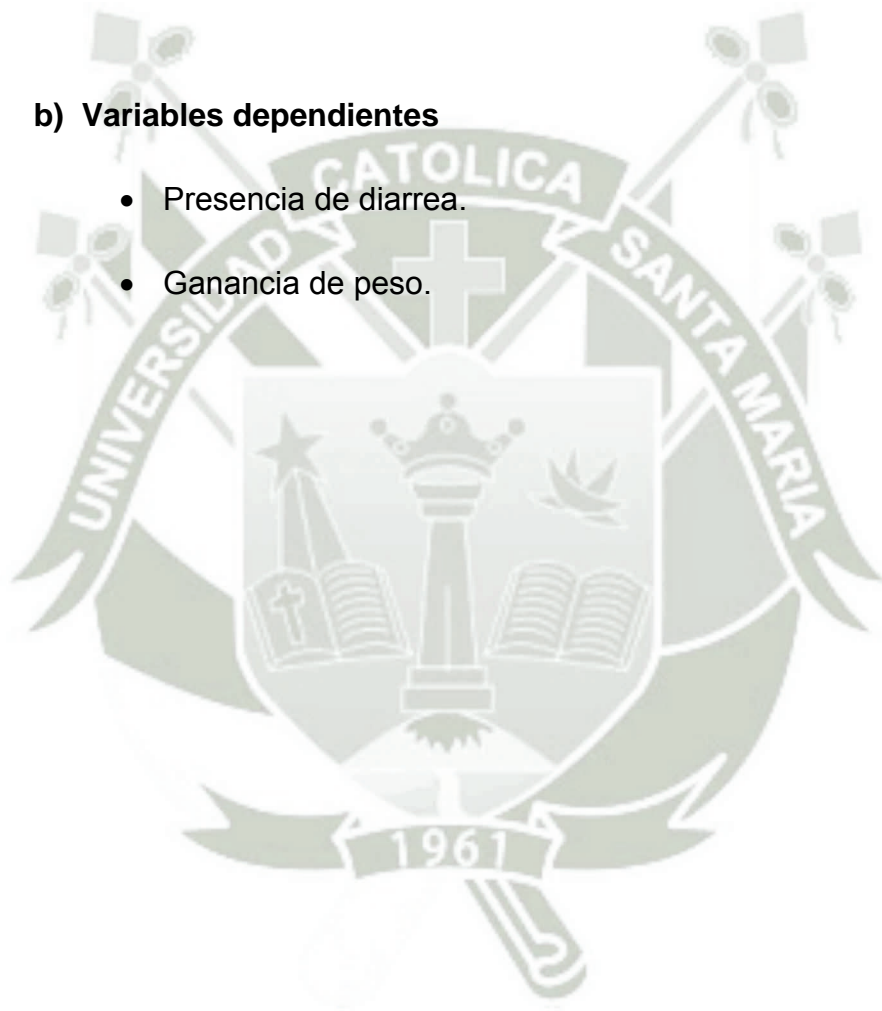 b) Variables dependientes
• Presencia de diarrea.
• Ganancia de peso.
UNIVERSIDAD CATOLICA SANTA MARIA
1961